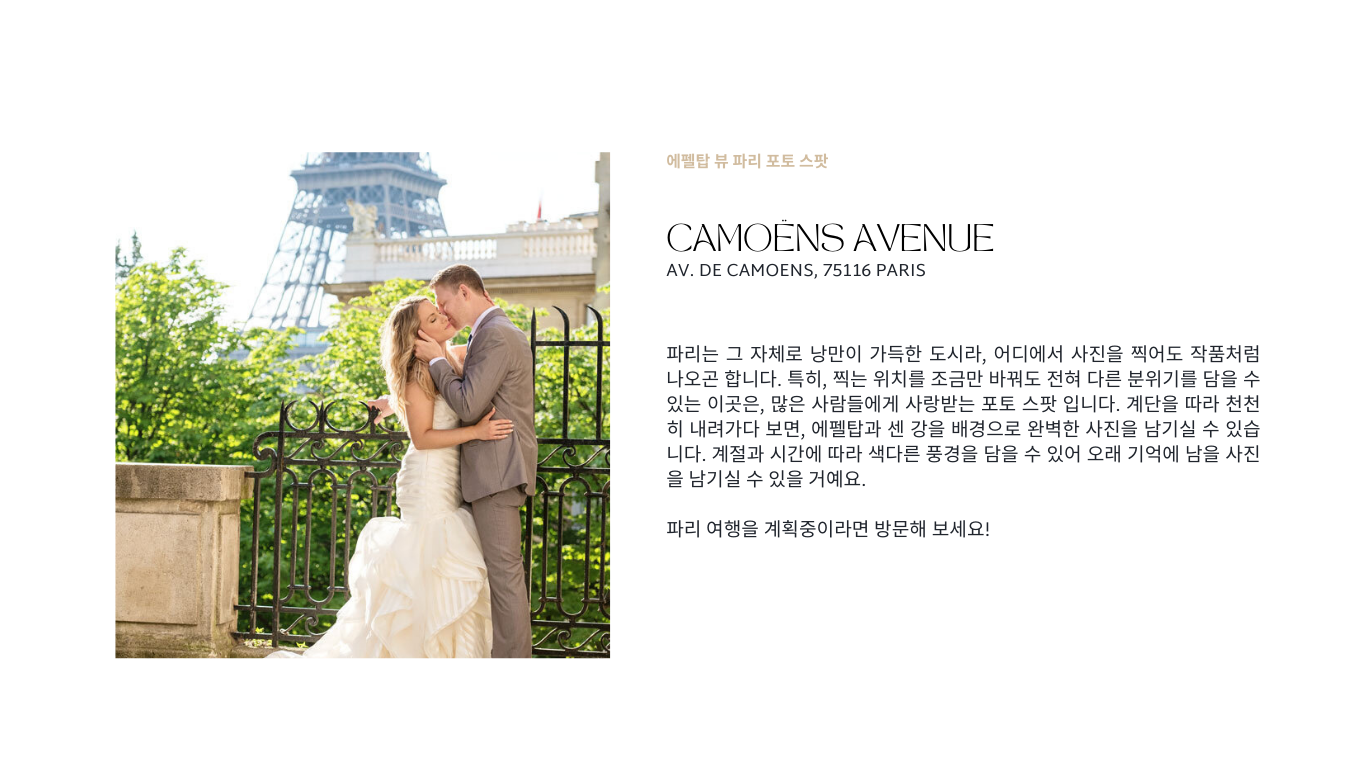 에펠탑 뷰 파리 포토 스팟
CAMOËNS AVENUE
AV. DE CAMOENS, 75116 PARIS
파리는 그 자체로 낭만이 가득한 도시라, 어디에서 사진을 찍어도 작품처럼
나오곤 합니다. 특히, 찍는 위치를 조금만 바꿔도 전혀 다른 분위기를 담을 수
있는 이곳은, 많은 사람들에게 사랑받는 포토 스팟 입니다. 계단을 따라 천천
히 내려가다 보면, 에펠탑과 센 강을 배경으로 완벽한 사진을 남기실 수 있습
니다. 계절과 시간에 따라 색다른 풍경을 담을 수 있어 오래 기억에 남을 사진
을 남기실 수 있을 거예요.
파리 여행을 계획중이라면 방문해 보세요!